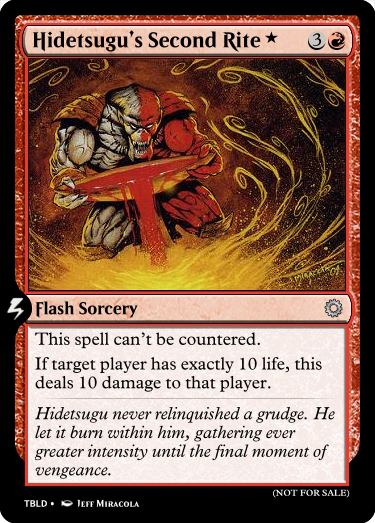 Hidetsugu's Second Rite ★ 3
Flash Sorcery
This spell can't be countered.
If target player has exactly 10 life, this
deals 10 damage to that player.
Hidetsugu never relinquished a grudge. He
let it burn within him, gathering ever
greater intensity until the final moment of
vengeance.
(NOT FOR SALE)
TBLD • Jeff Miracola